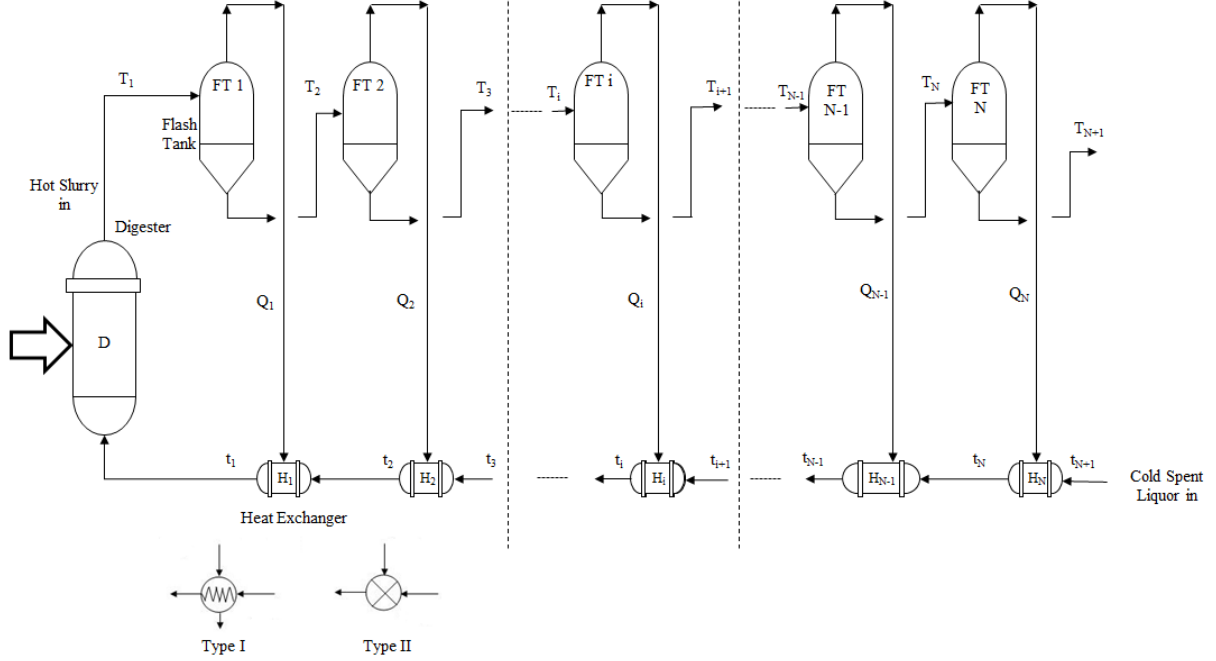 T1
FT 1
T2
FT 2
T3
Ti
FT i
Ti+1
TN-1
FT
N-1
TN
FT
N
TN+1
Flash
Tank
Hot Slurry
in
Digester
D
Q1
Q2
Qi
QN-1
QN
t1
H1
t2
H2
t3
ti
Hi
ti+1
tN-1
HN-1
tN
HN
tN+1
Cold Spent
Liquor in
Heat Exchanger
Type I
Type II